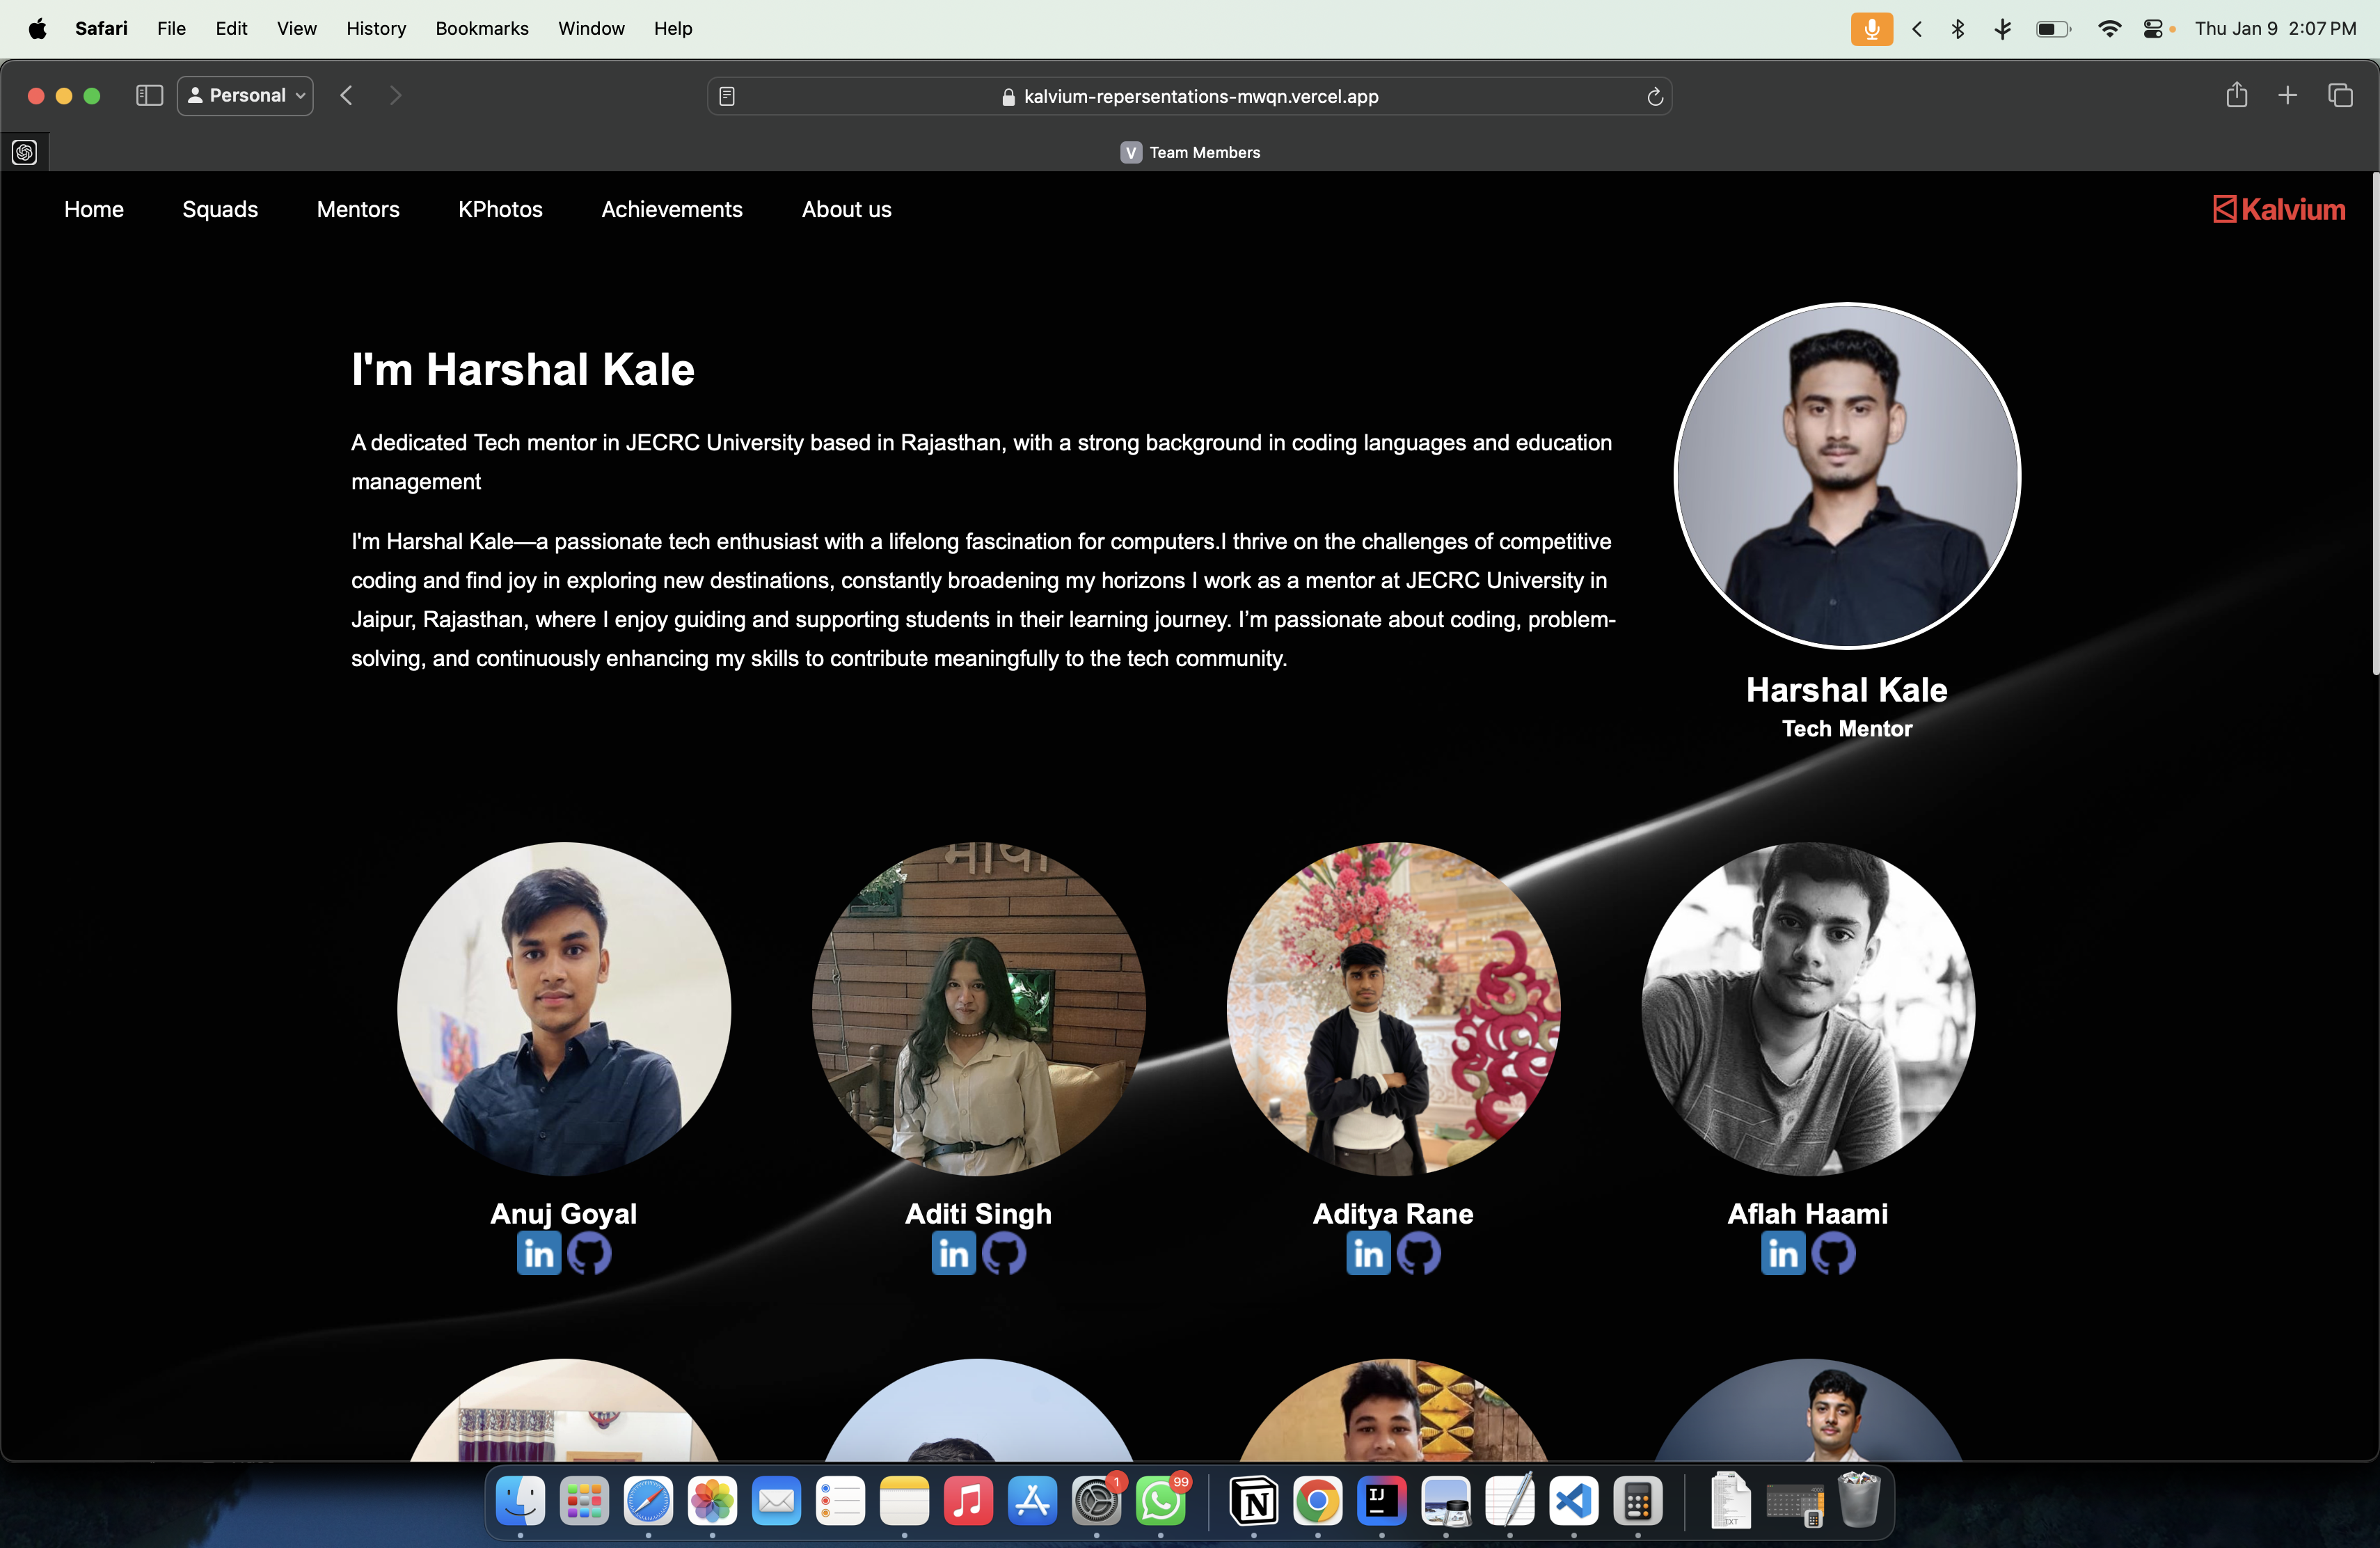 Safari File Edit View History Bookmarks Window Help Thu Jan 9 2:07 PM
Personal kalvium-repersentations-mwqn.vercel.app
V Team Members
Home Squads Mentors KPhotos Achievements About us Kalvium
I'm Harshal Kale
A dedicated Tech mentor in JECRC University based in Rajasthan, with a strong background in coding languages and education
management
I'm Harshal Kale—a passionate tech enthusiast with a lifelong fascination for computers.I thrive on the challenges of competitive
coding and find joy in exploring new destinations, constantly broadening my horizons I work as a mentor at JECRC University in
Jaipur, Rajasthan, where I enjoy guiding and supporting students in their learning journey. I’m passionate about coding, problem-
solving, and continuously enhancing my skills to contribute meaningfully to the tech community.
Harshal Kale
Tech Mentor
Anuj Goyal Aditi Singh Aditya Rane Aflah Haami
in in in in
1 99
N IJ TXT